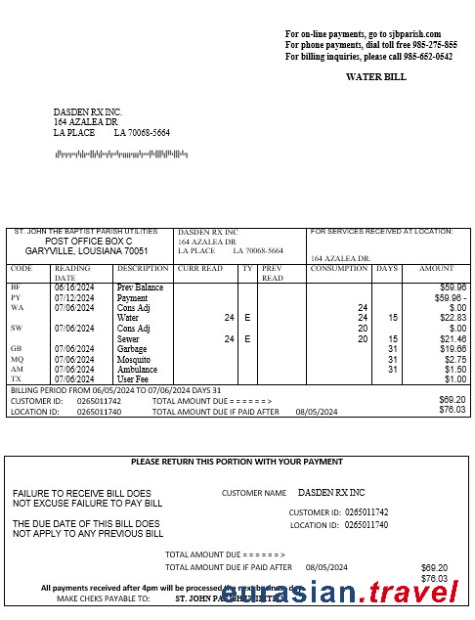 For on-line payments, go to sjbparish.com
For phone payments, dial toll free 985-275-855
For billing inquiries, please call 985-652-0542
WATER BILL
DASDEN RX INC.
164 AZALEA DR
LA PLACE LA 70068-5664
ST. JOHN THE BAPTIST PARISH UTILITIES
POST OFFICE BOX C
GARYVILLE, LOUSIANA 70051
DASDEN RX INC
164 AZALEA DR
LA PLACE LA 70068-5664
FOR SERVICES RECEIVED AT LOCATION:
164 AZALEA DR.
CODE READING DATE DESCRIPTION CURR READ TY PREV READ CONSUMPTION DAYS AMOUNT
BF 06/16/2024 Prev Balance $59.96
PY 07/12/2024 Payment $59.96 -
WA 07/06/2024 Cons Adj 24 $.00
Water 24 E 24 15 $22.83
SW 07/06/2024 Cons Adj 20 $.00
Sewer 24 E 20 15 $21.46
GB 07/06/2024 Garbage 31 $19.66
MQ 07/06/2024 Mosquito 31 $2.75
AM 07/06/2024 Ambulance 31 $1.50
TX 07/06/2024 User Fee $1.00
BILLING PERIOD FROM 06/05/2024 TO 07/06/2024 DAYS 31
CUSTOMER ID: 0265011742 TOTAL AMOUNT DUE = = = = = = > $69.20
LOCATION ID: 0265011740 TOTAL AMOUNT DUE IF PAID AFTER 08/05/2024 $76.03
PLEASE RETURN THIS PORTION WITH YOUR PAYMENT
FAILURE TO RECEIVE BILL DOES
NOT EXCUSE FAILURE TO PAY BILL
THE DUE DATE OF THIS BILL DOES
NOT APPLY TO ANY PREVIOUS BILL
CUSTOMER NAME DASDEN RX INC
CUSTOMER ID: 0265011742
LOCATION ID: 0265011740
TOTAL AMOUNT DUE = = = = = = >
TOTAL AMOUNT DUE IF PAID AFTER 08/05/2024 $69.20
$76.03
All payments received after 4pm will be processed the next business day.
MAKE CHEKS PAYABLE TO: ST. JOHN PARISH UTILITIES
eurasian.travel